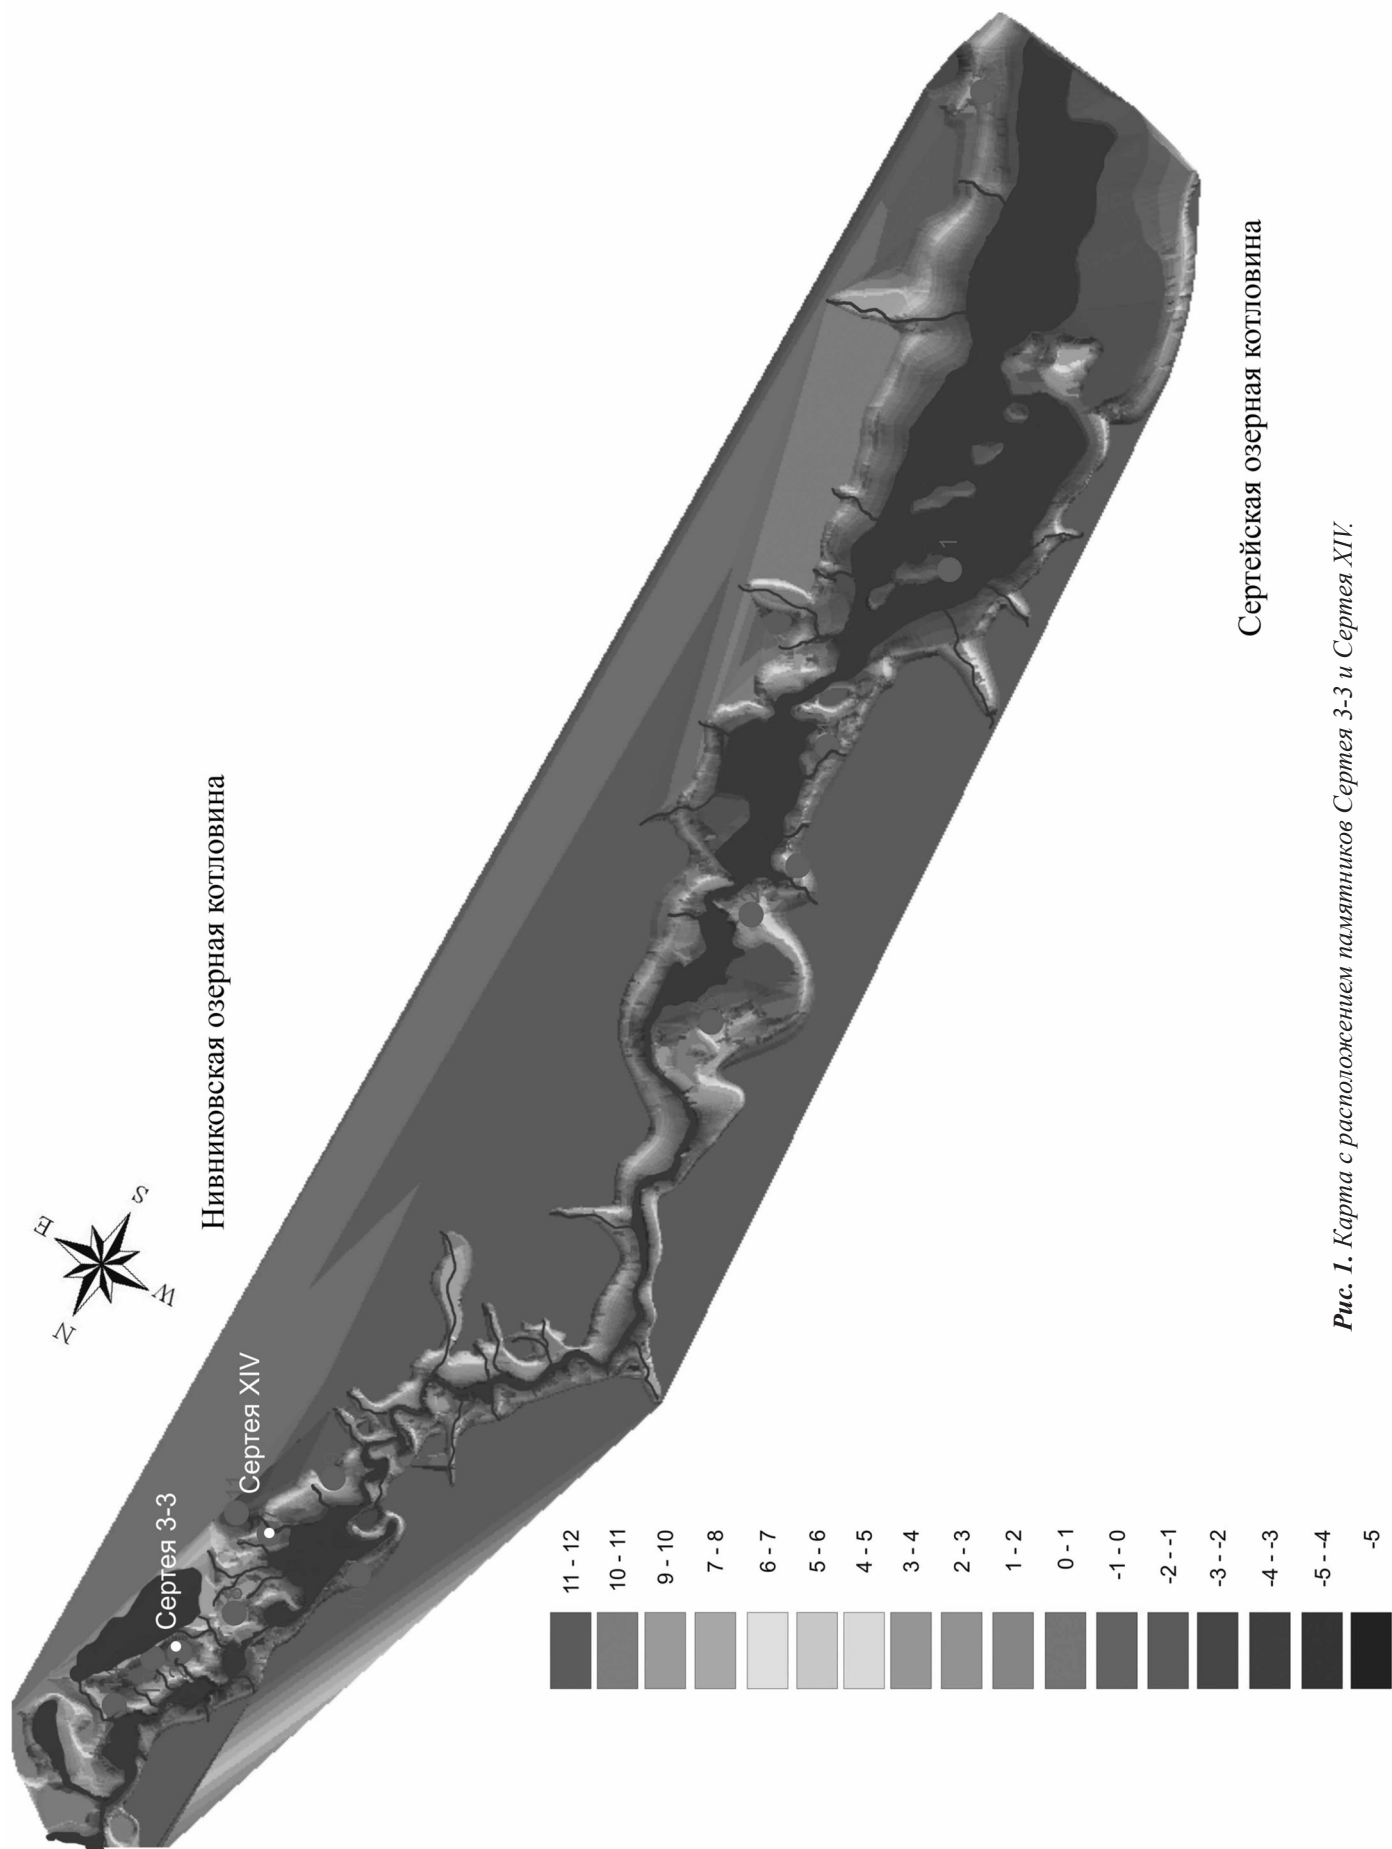 Нивниковская озерная котловина
N
E
S
W
Сертея 3-3
Сертея XIV
11
1
Сертейская озерная котловина
11 - 12
10 - 11
9 - 10
7 - 8
6 - 7
5 - 6
4 - 5
3 - 4
2 - 3
1 - 2
0 - 1
-1 - 0
-2 - -1
-3 - -2
-4 - -3
-5 - -4
-5
Рис. 1. Карта с расположением памятников Сертея 3-3 и Сертея XIV.